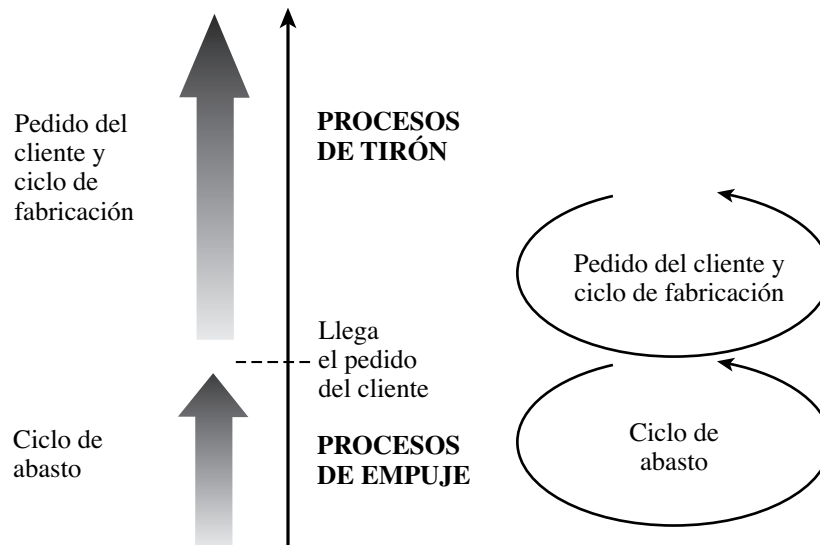 Pedido del
cliente y
ciclo de
fabricación
PROCESOS
DE TIRÓN
Pedido del cliente y
ciclo de fabricación
Llega
el pedido
del cliente
Ciclo de
abasto
PROCESOS
DE EMPUJE
Ciclo de
abasto